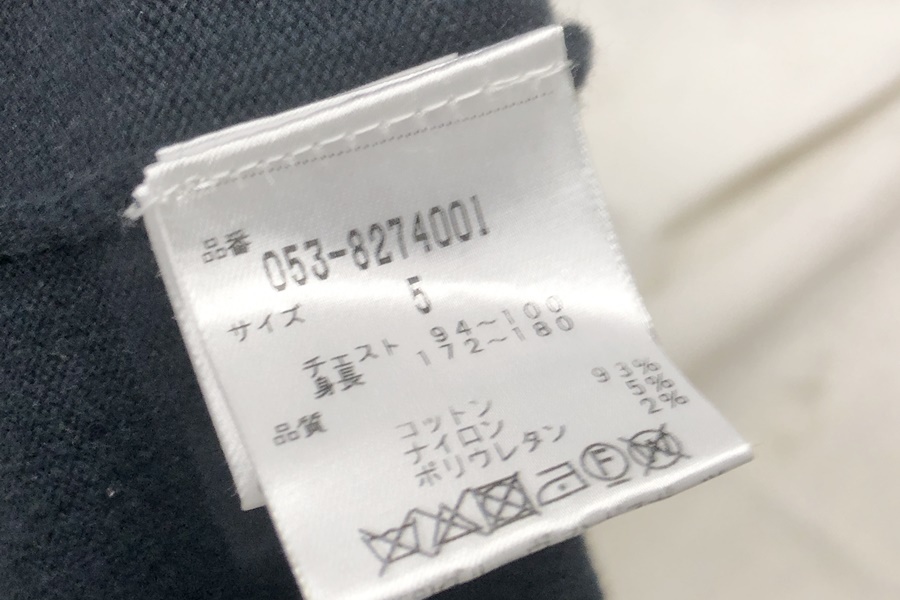 品番 053-8274001
サイズ 5
チェスト 94～100
身長 172～180
品質 コットン 93%
ナイロン 5%
ポリウレタン 2%
F W